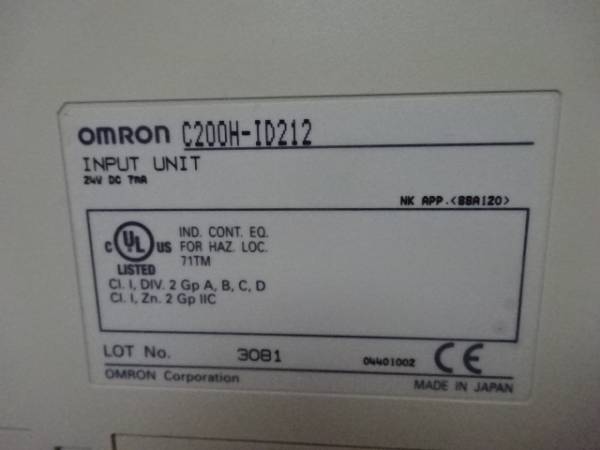 OMRON C200H-ID212
INPUT UNIT
24V DC 7mA
NK APP.<88A120>
C UL US
LISTED
IND. CONT. EQ.
FOR HAZ. LOC.
71TM
Cl. I, DIV. 2 Gp A, B, C, D
Cl. I, Zn. 2 Gp IIC
LOT No. 3081 04401002 CE
OMRON Corporation
MADE IN JAPAN